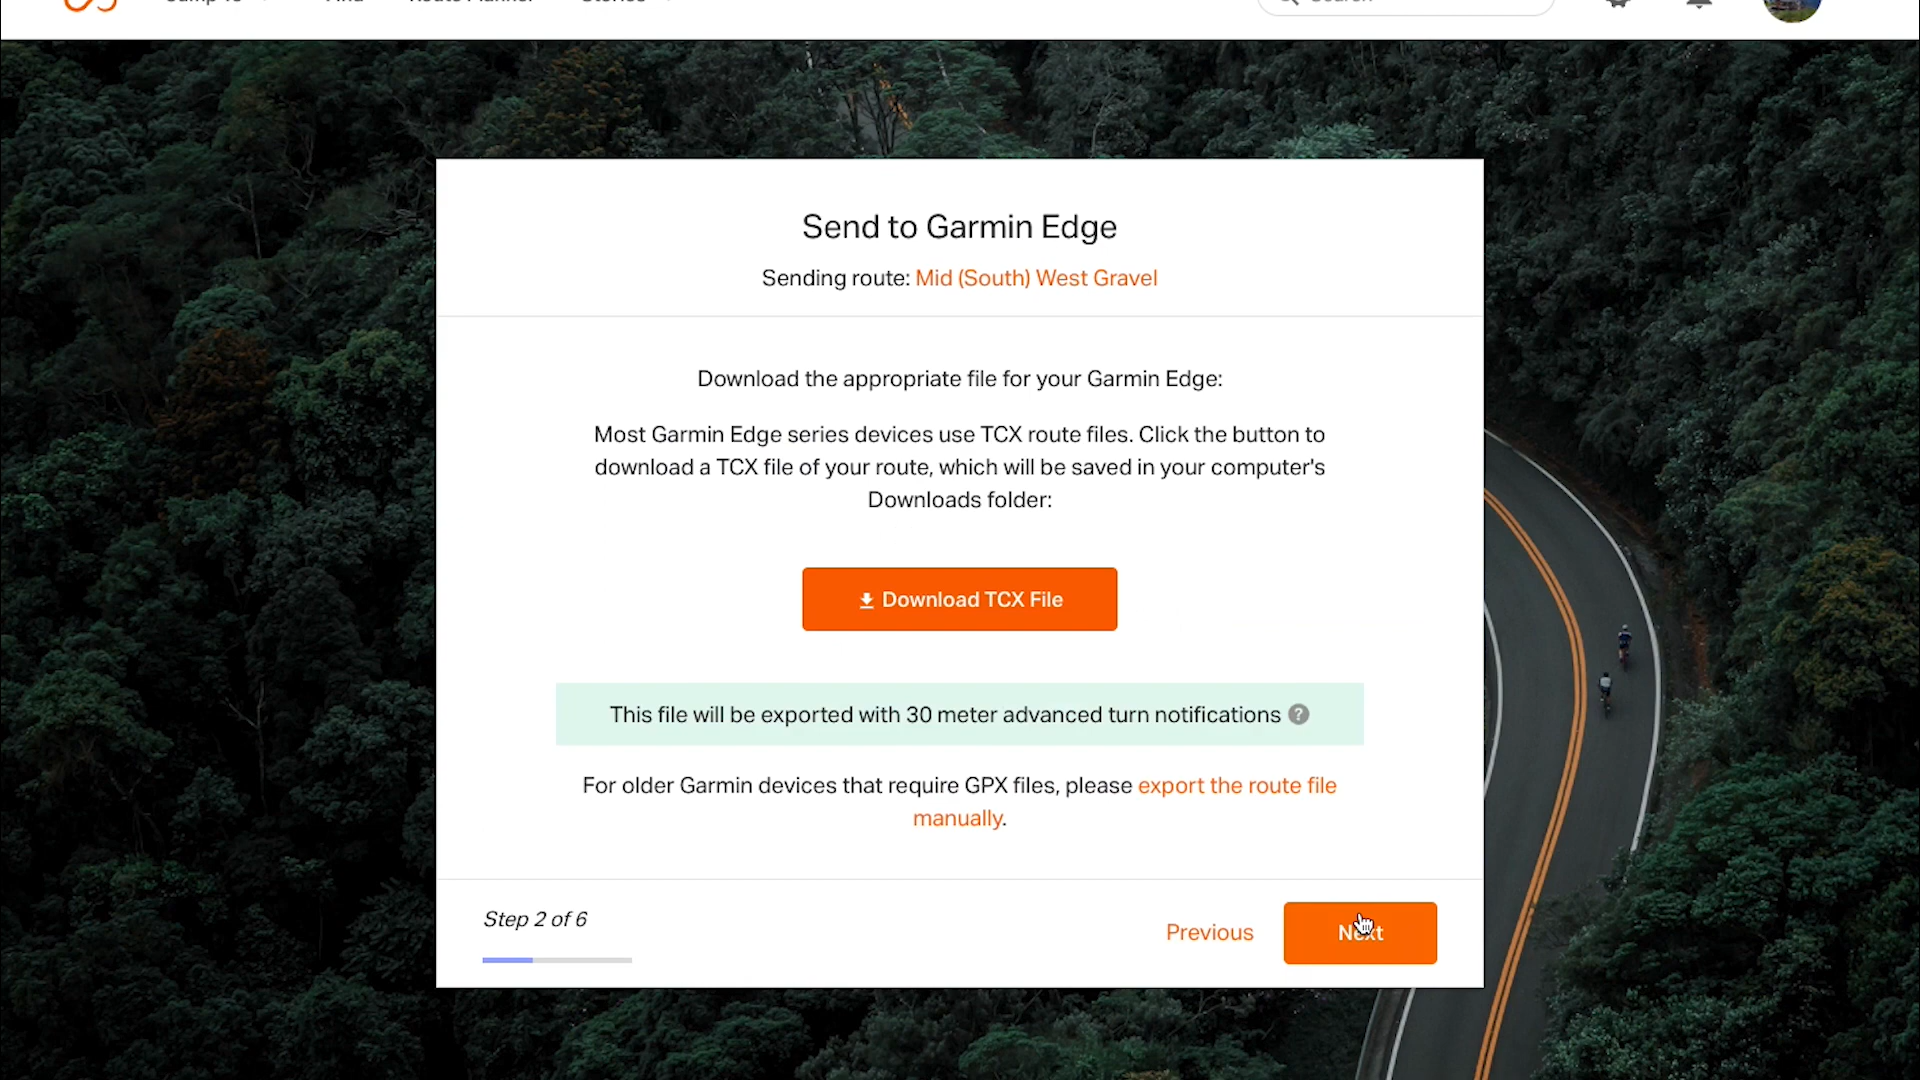 Send to Garmin Edge
Sending route: Mid (South) West Gravel
Download the appropriate file for your Garmin Edge:
Most Garmin Edge series devices use TCX route files. Click the button to
download a TCX file of your route, which will be saved in your computer's
Downloads folder:
Download TCX File
This file will be exported with 30 meter advanced turn notifications ?
For older Garmin devices that require GPX files, please export the route file
manually.
Step 2 of 6
Previous
Next